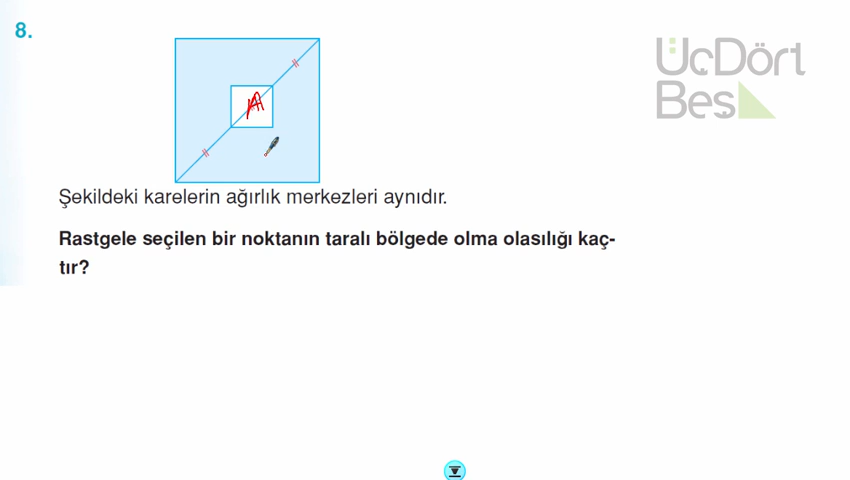 8.
ÜçDört
Beş
A
Şekildeki karelerin ağırlık merkezleri aynıdır.
Rastgele seçilen bir noktanın taralı bölgede olma olasılığı kaç-
tır?